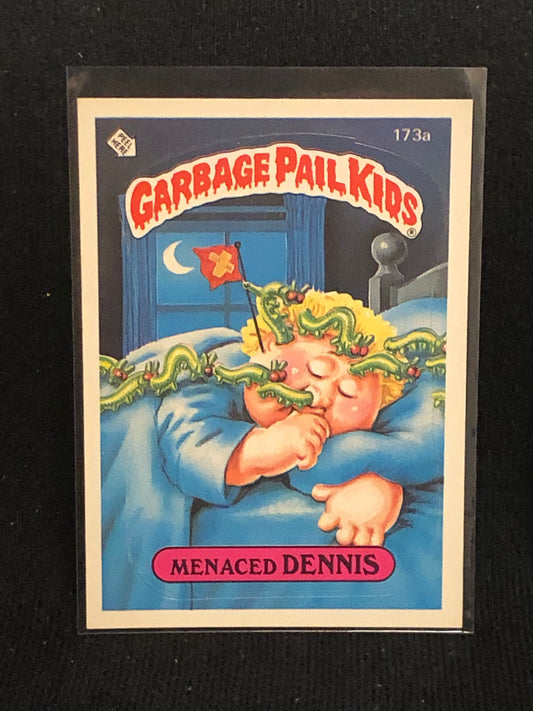 PEEL HERE
173a
GARBAGE PAIL KIDS®
MENACED DENNIS